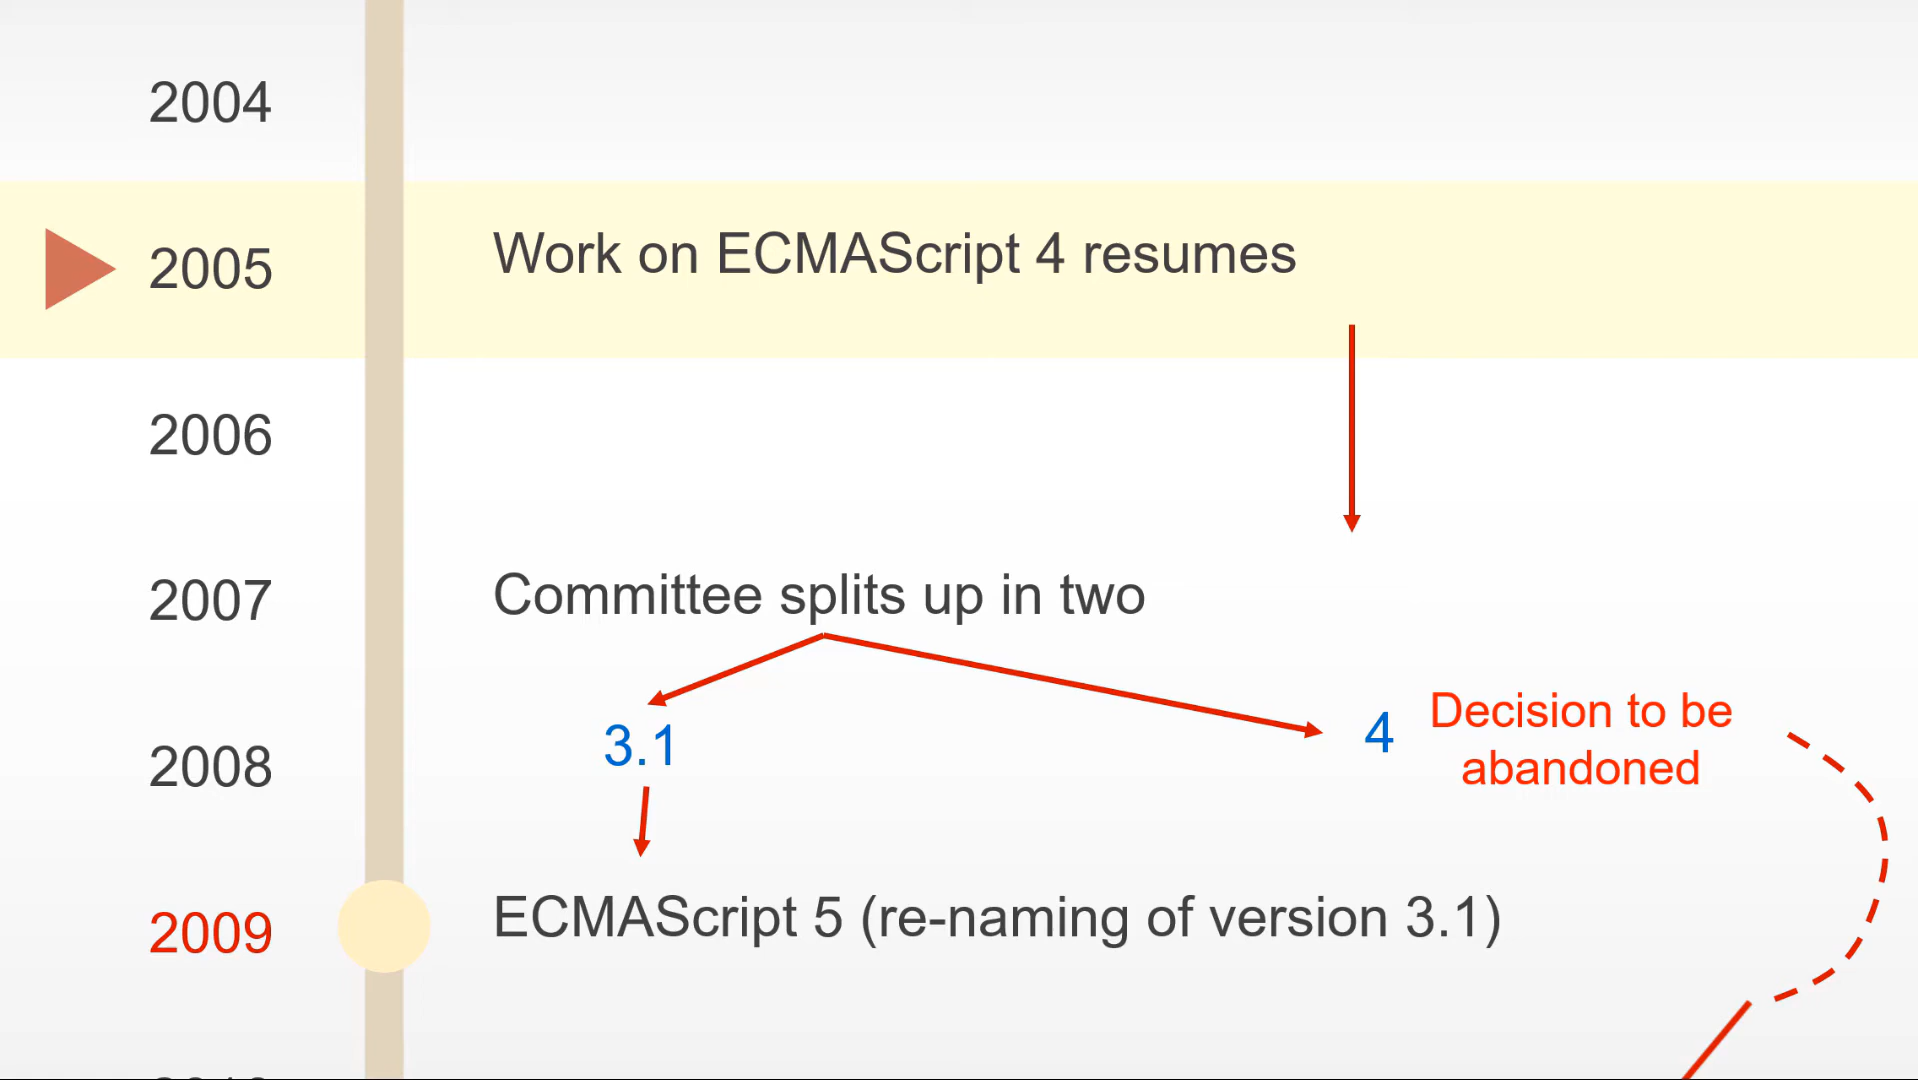 2004
2005
Work on ECMAScript 4 resumes
2006
2007
Committee splits up in two
2008
3.1
4
Decision to be
abandoned
2009
ECMAScript 5 (re-naming of version 3.1)